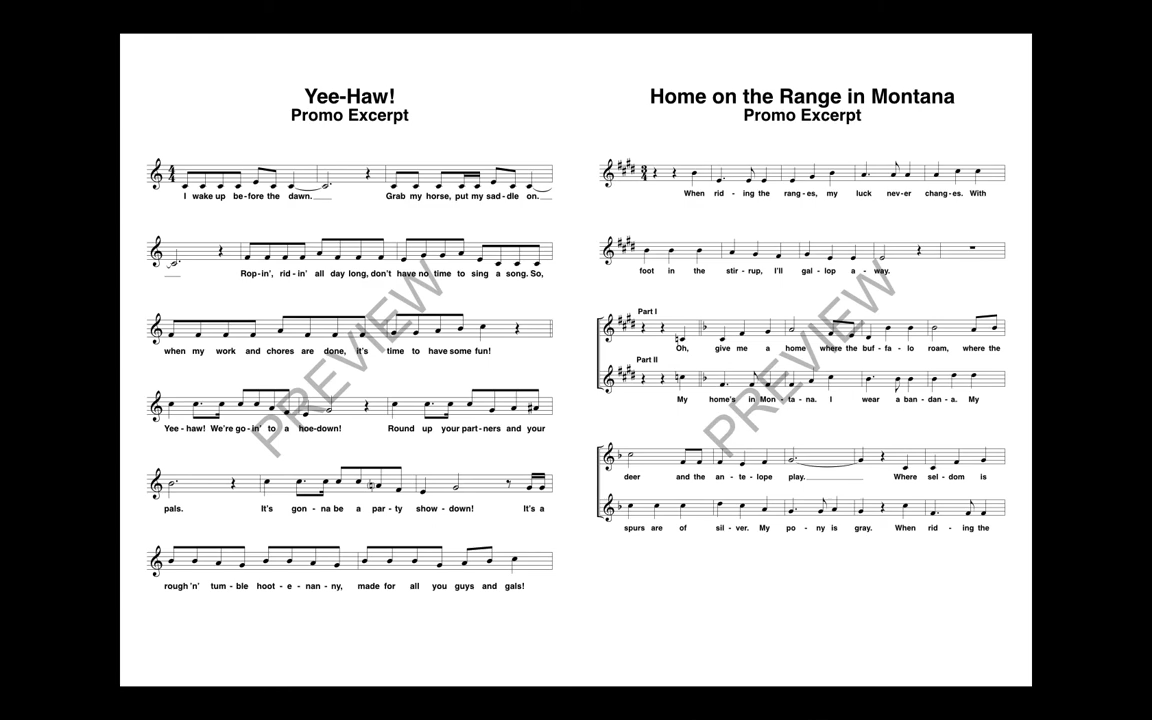 Yee-Haw!
Promo Excerpt
I wake up be-fore the dawn.____ Grab my horse, put my sad-dle on.___
____ Rop-in', rid-in' all day long, don't have no time to sing a song. So,
when my work and chores are done, it's time to have some fun!
Yee-haw! We're go-in' to a hoe-down! Round up your part-ners and your
pals. It's gon-na be a par-ty show-down! It's a
rough 'n' tum-ble hoot-e-nan-ny, made for all you guys and gals!
PREVIEW
Home on the Range in Montana
Promo Excerpt
When rid-ing the ran-ges, my luck nev-er chang-es. With
foot in the stir-rup, I'll gal-lop a-way.
Part I
Oh, give me a home where the buf-fa-lo roam, where the
Part II
My home's in Mon-ta-na. I wear a ban-dan-a. My
deer and the an-te-lope play.____ Where sel-dom is
spurs are of sil-ver. My po-ny is gray. When rid-ing the
PREVIEW